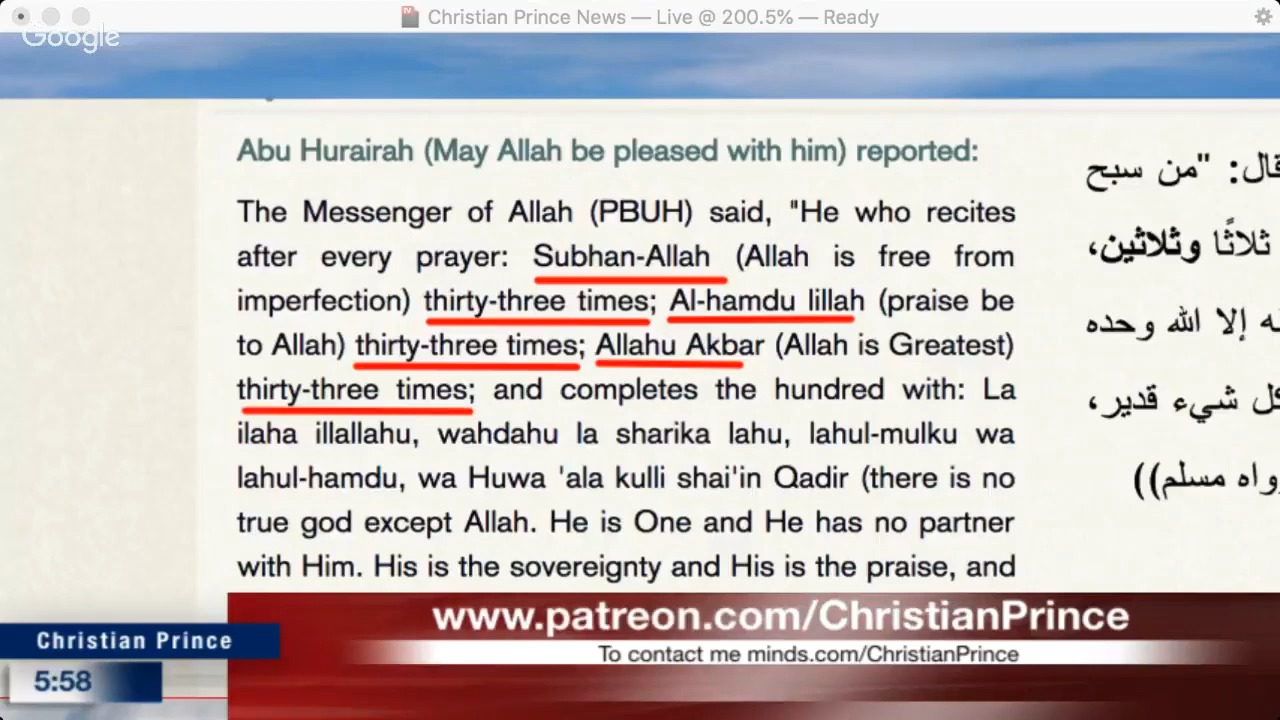 Christian Prince News — Live @ 200.5% — Ready
Google
Abu Hurairah (May Allah be pleased with him) reported:
The Messenger of Allah (PBUH) said, "He who recites
after every prayer: Subhan-Allah (Allah is free from
imperfection) thirty-three times; Al-hamdu lillah (praise be
to Allah) thirty-three times; Allahu Akbar (Allah is Greatest)
thirty-three times; and completes the hundred with: La
ilaha illallahu, wahdahu la sharika lahu, lahul-mulku wa
lahul-hamdu, wa Huwa 'ala kulli shai'in Qadir (there is no
true god except Allah. He is One and He has no partner
with Him. His is the sovereignty and His is the praise, and
قال: "من سبح
ثلاثًا وثلاثين،
ه إلا الله وحده
كل شيء قدير،
واه مسلم))
www.patreon.com/ChristianPrince
Christian Prince
To contact me minds.com/ChristianPrince
5:58